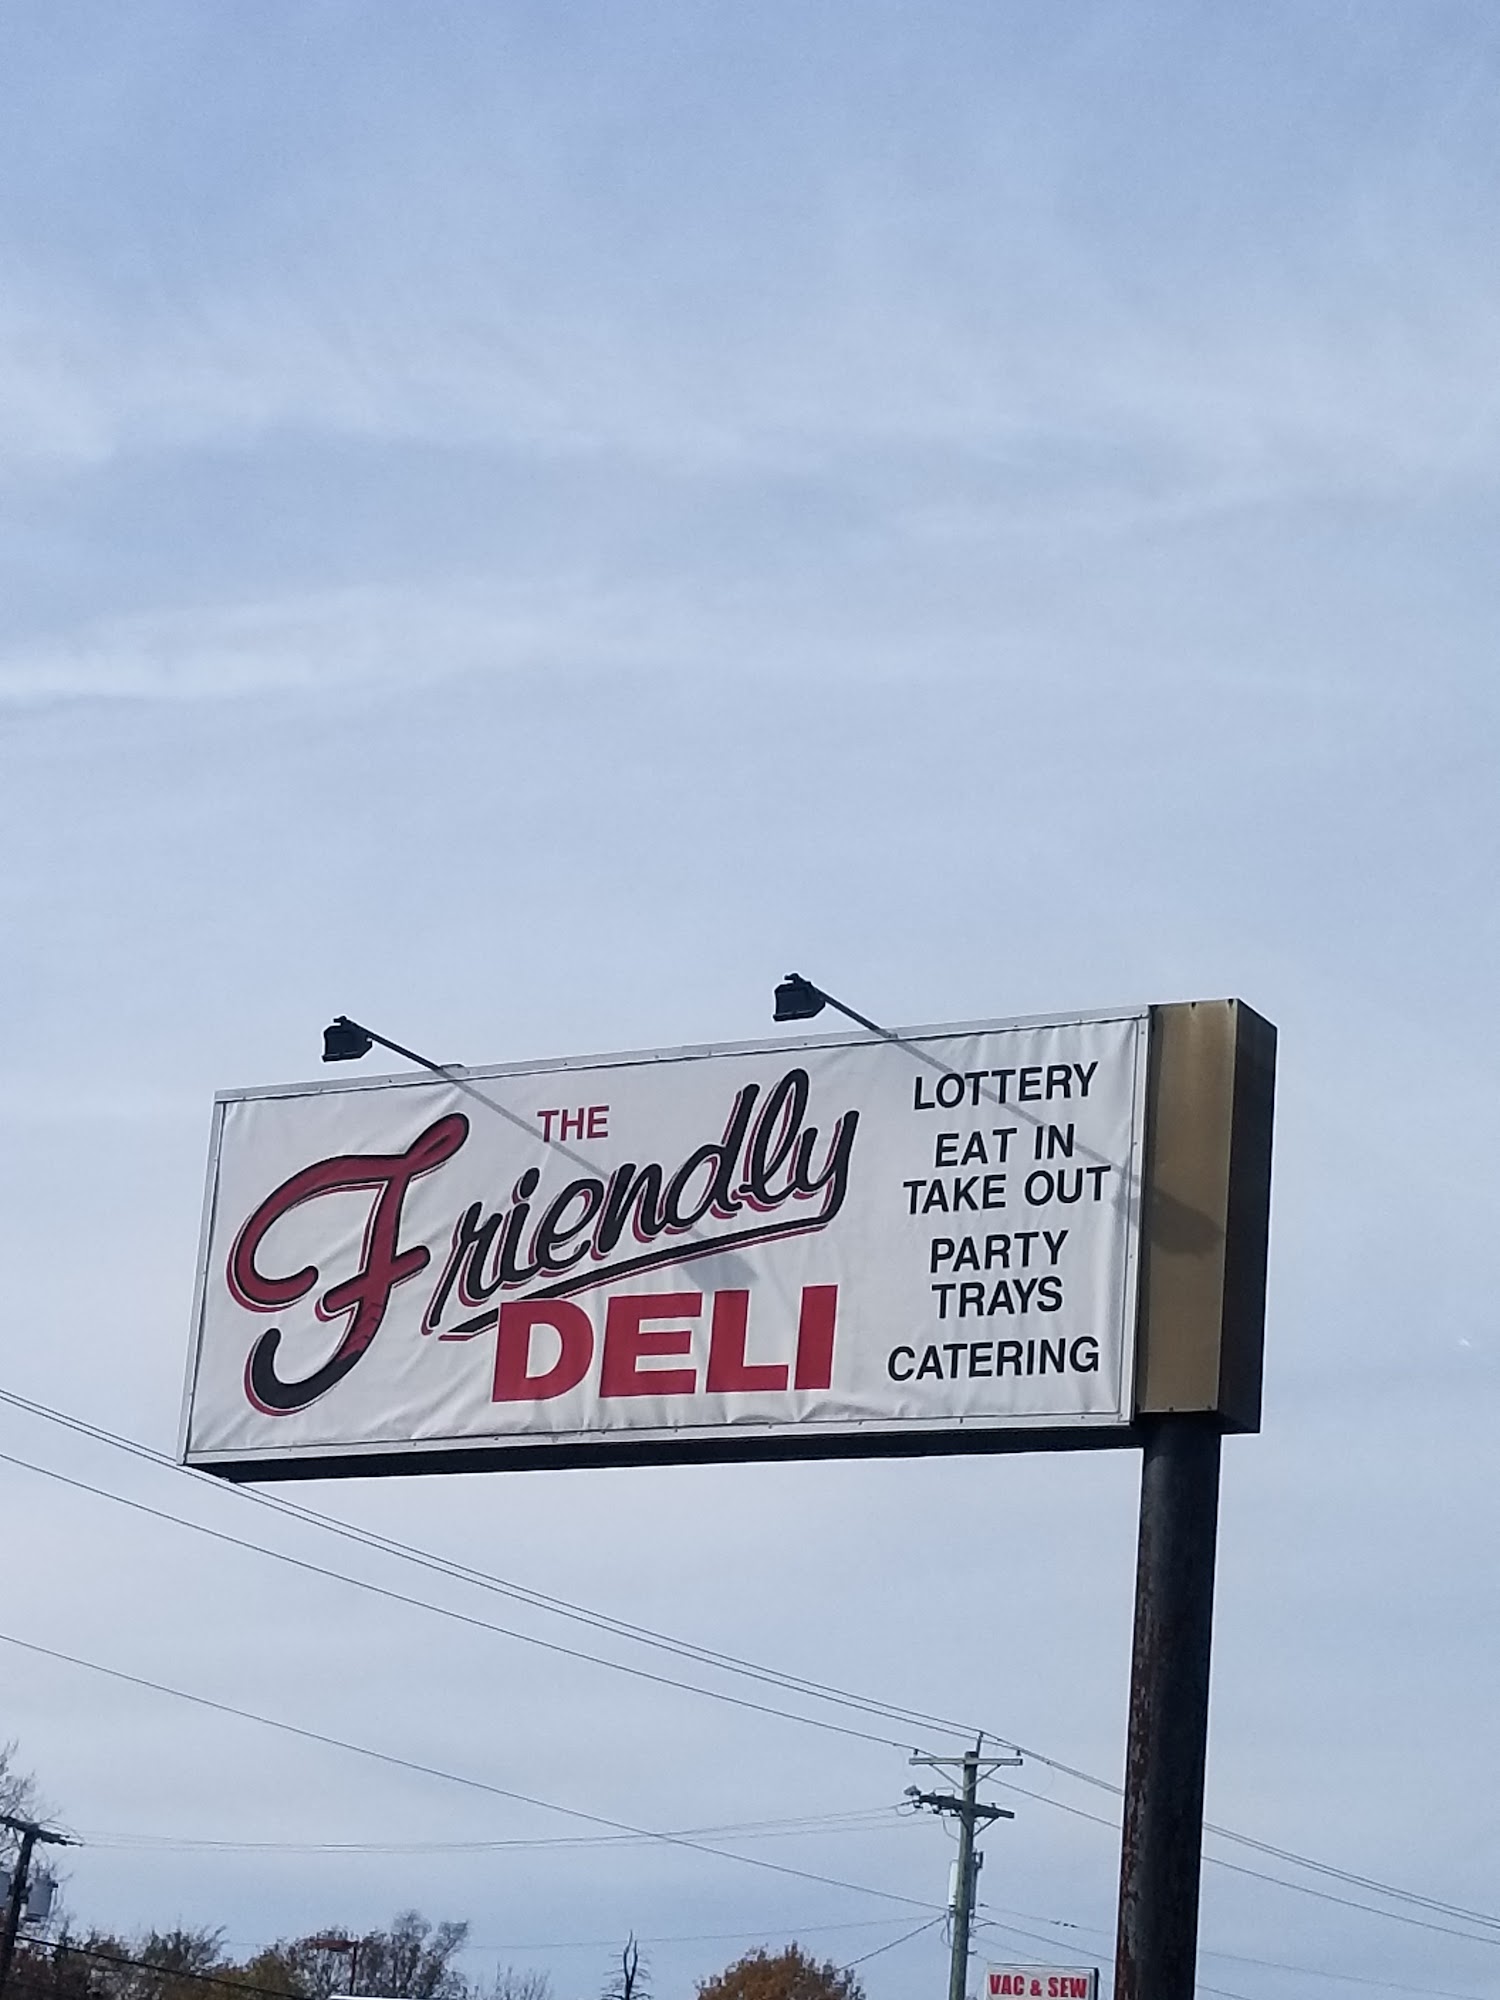 THE
Friendly
DELI
LOTTERY
EAT IN
TAKE OUT
PARTY
TRAYS
CATERING
VAC & SEW